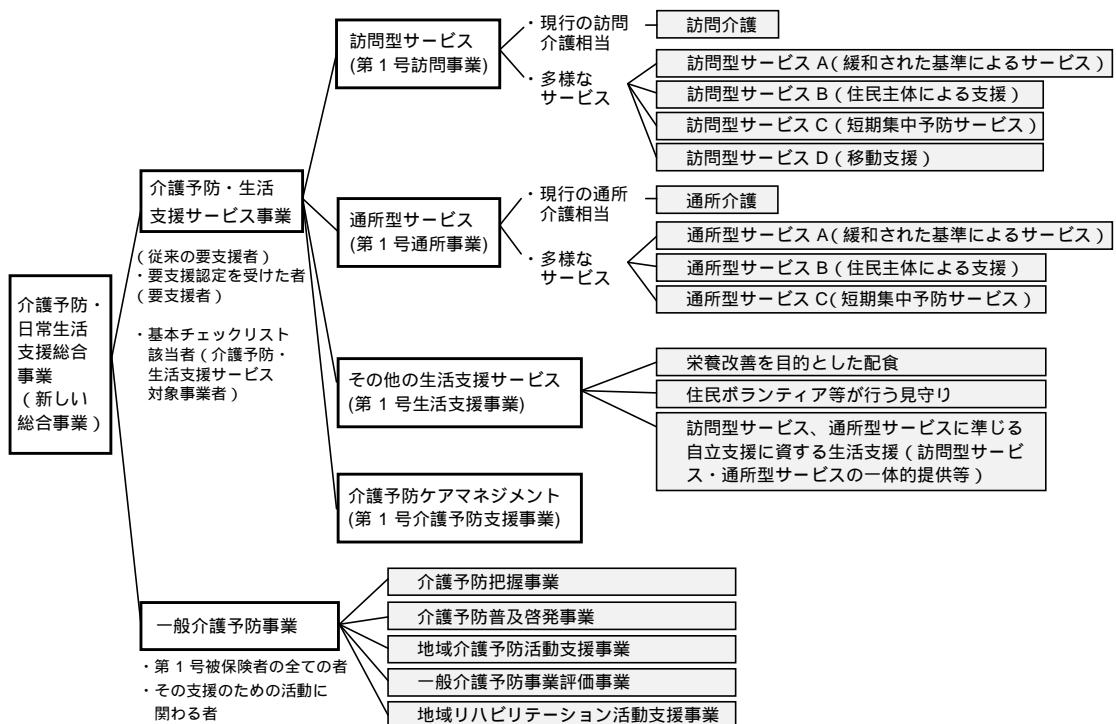 介護予防・
日常生活
支援総合
事業
（新しい
総合事業）
介護予防・生活
支援サービス事業
（従来の要支援者）
・要支援認定を受けた者
（要支援者）
・基本チェックリスト
該当者（介護予防・
生活支援サービス
対象事業者）
訪問型サービス
(第1号訪問事業)
・現行の訪問
介護相当
訪問介護
・多様な
サービス
訪問型サービス A（緩和された基準によるサービス）
訪問型サービス B（住民主体による支援）
訪問型サービス C（短期集中予防サービス）
訪問型サービス D（移動支援）
通所型サービス
(第1号通所事業)
・現行の通所
介護相当
通所介護
・多様な
サービス
通所型サービス A（緩和された基準によるサービス）
通所型サービス B（住民主体による支援）
通所型サービス C（短期集中予防サービス）
その他の生活支援サービス
(第1号生活支援事業)
栄養改善を目的とした配食
住民ボランティア等が行う見守り
訪問型サービス、通所型サービスに準じる
自立支援に資する生活支援（訪問型サービ
ス・通所型サービスの一体的提供等）
介護予防ケアマネジメント
(第1号介護予防支援事業)
一般介護予防事業
・第1号被保険者の全ての者
・その支援のための活動に
関わる者
介護予防把握事業
介護予防普及啓発事業
地域介護予防活動支援事業
一般介護予防事業評価事業
地域リハビリテーション活動支援事業